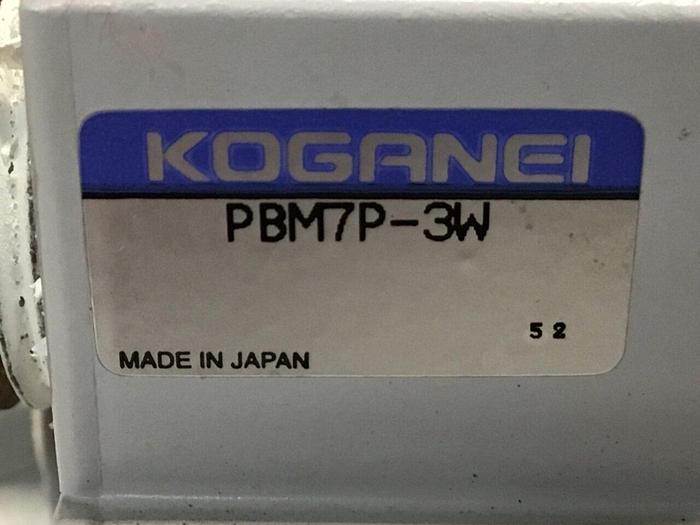 KOGANEI
PBM7P-3W
52
MADE IN JAPAN